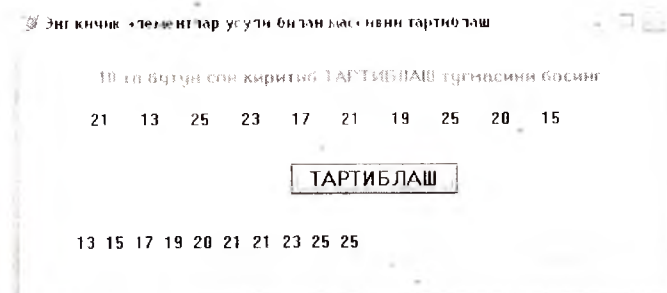 Энг кичик элементлар усули билан массивни тартиблаш
10 та бутун сон киритиб ТАРТИБЛАШ тугмасини босинг
21 13 25 23 17 21 19 25 20 15
ТАРТИБЛАШ
13 15 17 19 20 21 21 23 25 25